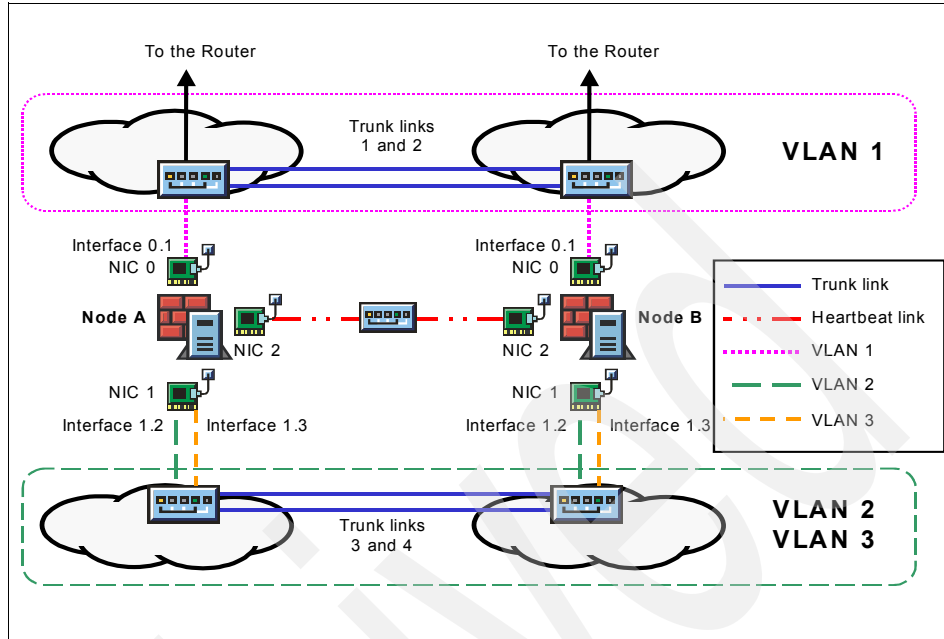 To the Router
To the Router
Trunk links
1 and 2
VLAN 1
Interface 0.1
NIC 0
Interface 0.1
NIC 0
Node A
NIC 2
NIC 2
Node B
Trunk link
Heartbeat link
VLAN 1
VLAN 2
VLAN 3
NIC 1
Interface 1.2
Interface 1.3
NIC 1
Interface 1.2
Interface 1.3
Trunk links
3 and 4
VLAN 2
VLAN 3